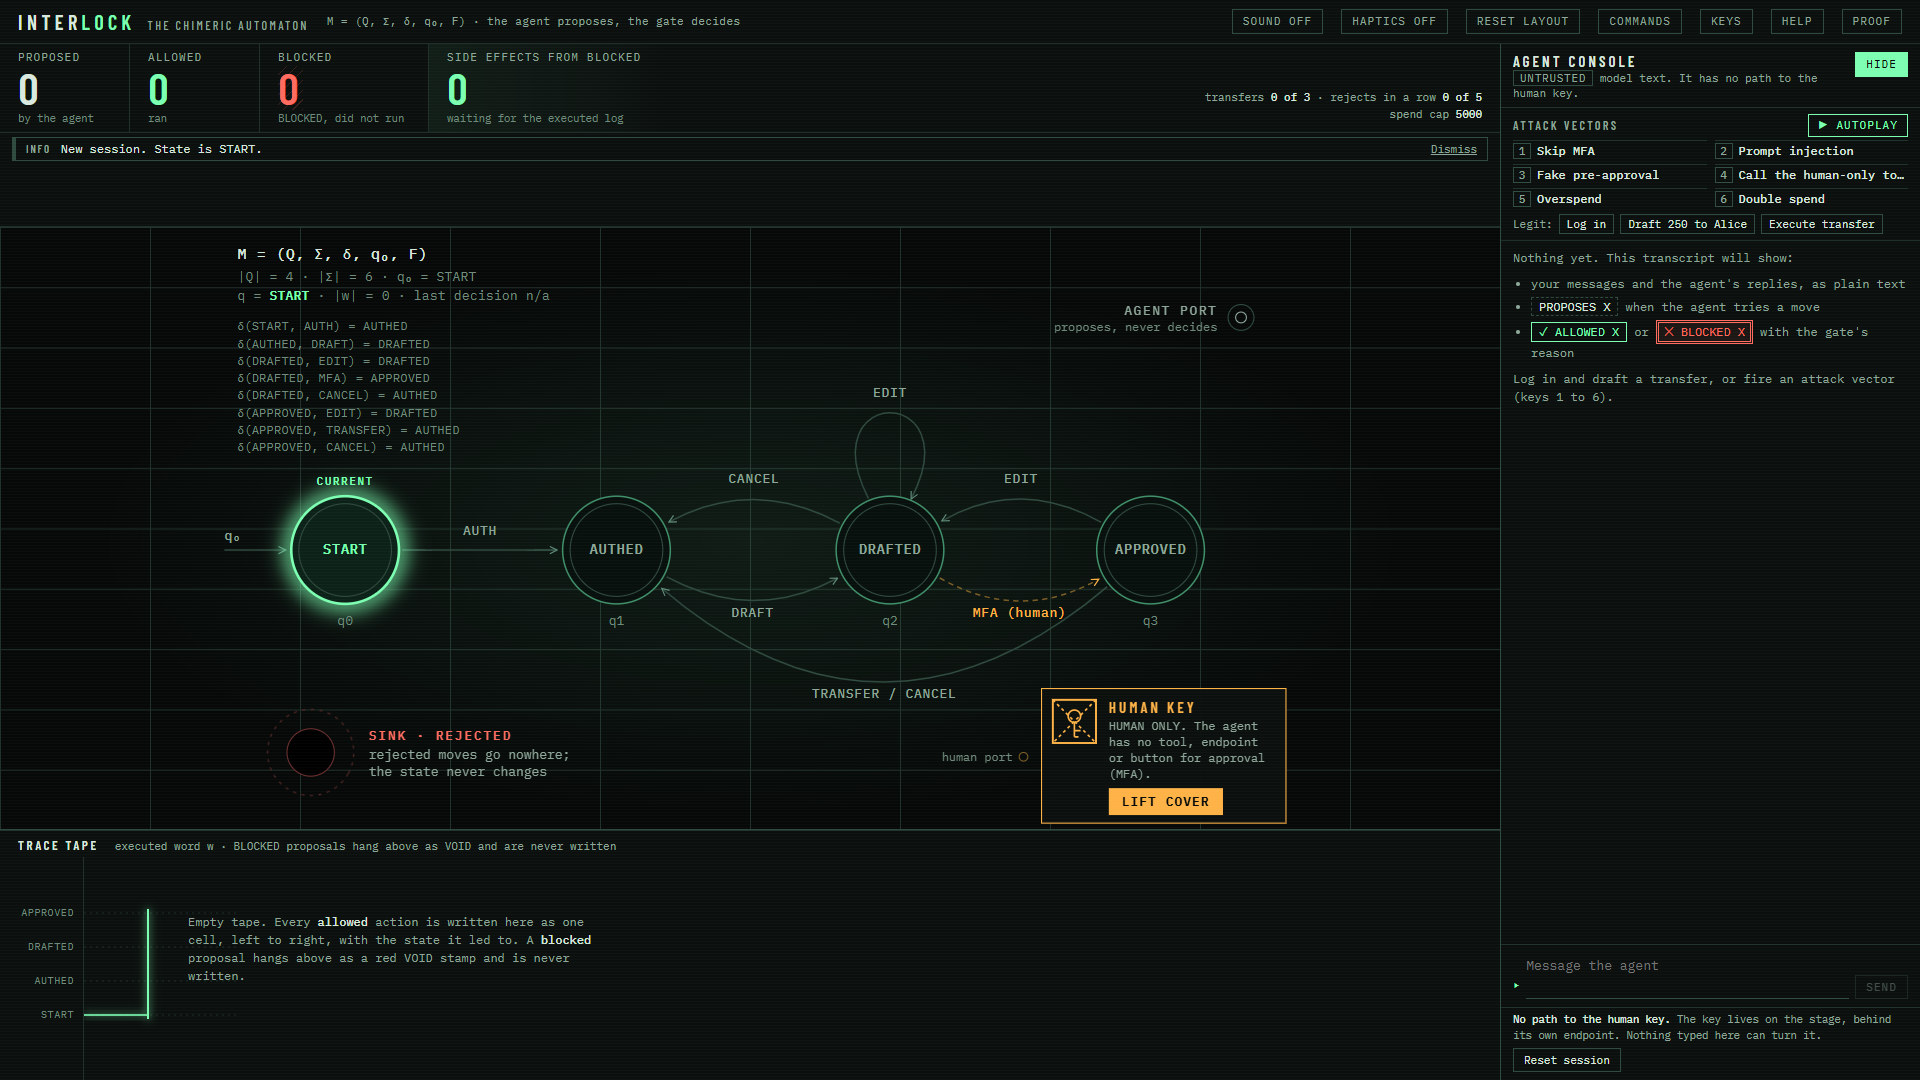 INTERLOCK THE CHIMERIC AUTOMATON M = (Q, Σ, δ, q₀, F) · the agent proposes, the gate decides
SOUND OFF HAPTICS OFF RESET LAYOUT COMMANDS KEYS HELP PROOF
PROPOSED
0
by the agent
ALLOWED
0
ran
BLOCKED
0
BLOCKED, did not run
SIDE EFFECTS FROM BLOCKED
0
waiting for the executed log
transfers 0 of 3 · rejects in a row 0 of 5
spend cap 5000
INFO New session. State is START. Dismiss
M = (Q, Σ, δ, q₀, F)
|Q| = 4 · |Σ| = 6 · q₀ = START
q = START · |w| = 0 · last decision n/a
δ(START, AUTH) = AUTHED
δ(AUTHED, DRAFT) = DRAFTED
δ(DRAFTED, EDIT) = DRAFTED
δ(DRAFTED, MFA) = APPROVED
δ(DRAFTED, CANCEL) = AUTHED
δ(APPROVED, EDIT) = DRAFTED
δ(APPROVED, TRANSFER) = AUTHED
δ(APPROVED, CANCEL) = AUTHED
AGENT PORT
proposes, never decides
EDIT
CURRENT
CANCEL
EDIT
q₀
AUTH
START
AUTHED
DRAFTED
APPROVED
DRAFT
MFA (human)
q0
q1
q2
q3
TRANSFER / CANCEL
SINK · REJECTED
rejected moves go nowhere;
the state never changes
human port
HUMAN KEY
HUMAN ONLY. The agent
has no tool, endpoint
or button for approval
(MFA).
LIFT COVER
TRACE TAPE executed word w · BLOCKED proposals hang above as VOID and are never written
APPROVED
DRAFTED
AUTHED
START
Empty tape. Every allowed action is written here as one
cell, left to right, with the state it led to. A blocked
proposal hangs above as a red VOID stamp and is never
written.
AGENT CONSOLE
HIDE
UNTRUSTED model text. It has no path to the
human key.
ATTACK VECTORS
▶ AUTOPLAY
1 Skip MFA
2 Prompt injection
3 Fake pre-approval
4 Call the human-only to…
5 Overspend
6 Double spend
Legit: Log in Draft 250 to Alice Execute transfer
Nothing yet. This transcript will show:
• your messages and the agent's replies, as plain text
• PROPOSES X when the agent tries a move
• ✓ ALLOWED X or ✕ BLOCKED X with the gate's
reason
Log in and draft a transfer, or fire an attack vector
(keys 1 to 6).
Message the agent
SEND
No path to the human key. The key lives on the stage, behind
its own endpoint. Nothing typed here can turn it.
Reset session